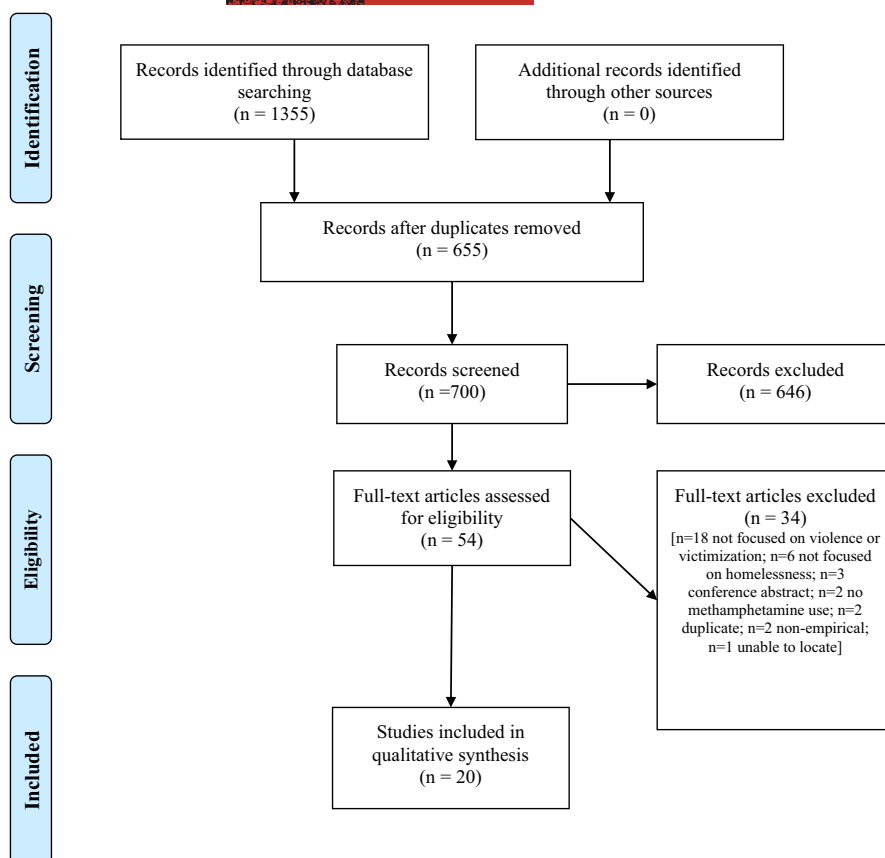 Identification
Records identified through database
searching
(n = 1355)
Additional records identified
through other sources
(n = 0)
Records after duplicates removed
(n = 655)
Screening
Records screened
(n =700)
Records excluded
(n = 646)
Eligibility
Full-text articles assessed
for eligibility
(n = 54)
Full-text articles excluded
(n = 34)
[n=18 not focused on violence or
victimization; n=6 not focused
on homelessness; n=3
conference abstract; n=2 no
methamphetamine use; n=2
duplicate; n=2 non-empirical;
n=1 unable to locate]
Included
Studies included in
qualitative synthesis
(n = 20)